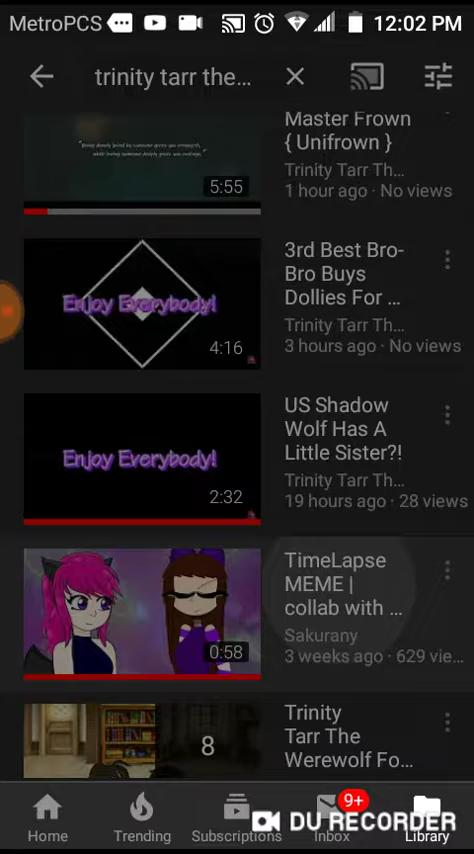 MetroPCS 12:02 PM
trinity tarr the...
Master Frown
{ Unifrown }
Trinity Tarr Th...
1 hour ago · No views
5:55
3rd Best Bro-
Bro Buys
Dollies For ...
Trinity Tarr Th...
3 hours ago · No views
Enjoy Everybody!
4:16
US Shadow
Wolf Has A
Little Sister?!
Trinity Tarr Th...
19 hours ago · 28 views
Enjoy Everybody!
2:32
TimeLapse
MEME |
collab with ...
Sakurany
3 weeks ago · 629 vie...
0:58
Trinity
Tarr The
Werewolf Fo...
8
9+
DU RECORDER
Home Trending Subscriptions Inbox Library